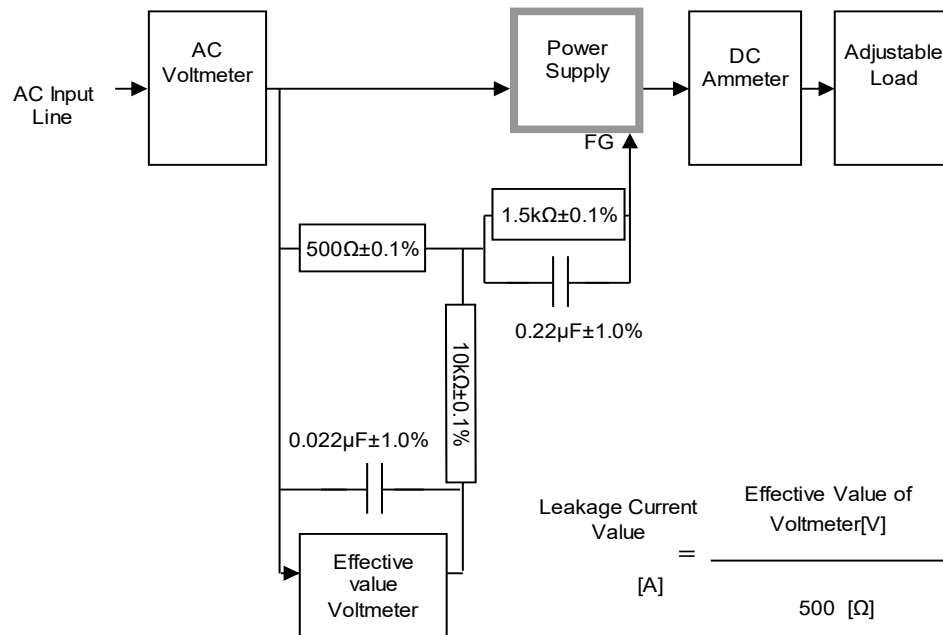 AC Input
Line
AC
Voltmeter
Power
Supply
FG
DC
Ammeter
Adjustable
Load
500Ω±0.1%
1.5kΩ±0.1%
0.22µF±1.0%
10kΩ±0.1%
0.022µF±1.0%
Effective
value
Voltmeter
Leakage Current
Value
[A]
=
Effective Value of
Voltmeter[V]
500 [Ω]